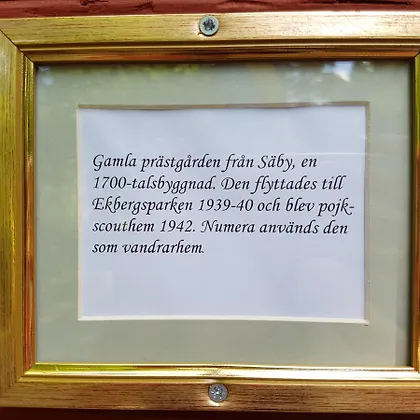 Gamla prästgården från Säby, en
1700-talsbyggnad. Den flyttades till
Ekbergsparken 1939-40 och blev pojk-
scouthem 1942. Numera används den
som vandrarhem.